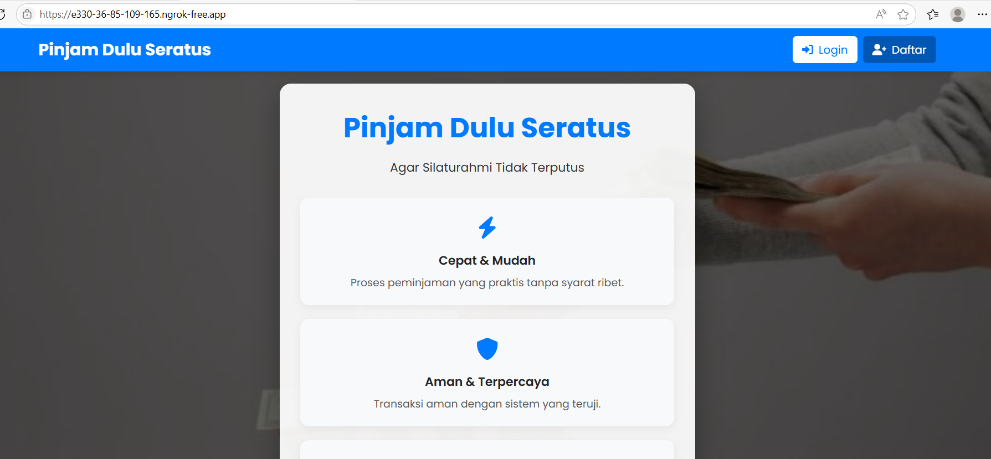 https://e330-36-85-109-165.ngrok-free.app
Pinjam Dulu Seratus
Login
Daftar
Pinjam Dulu Seratus
Agar Silaturahmi Tidak Terputus
Cepat & Mudah
Proses peminjaman yang praktis tanpa syarat ribet.
Aman & Terpercaya
Transaksi aman dengan sistem yang teruji.